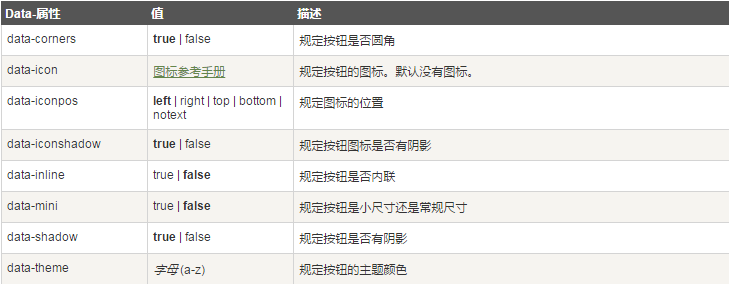 Data-属性 值 描述
data-corners true | false 规定按钮是否圆角
data-icon 图标参考手册 规定按钮的图标。默认没有图标。
data-iconpos left | right | top | bottom | 规定图标的位置
notext
data-iconshadow true | false 规定按钮图标是否有阴影
data-inline true | false 规定按钮是否内联
data-mini true | false 规定按钮是小尺寸还是常规尺寸
data-shadow true | false 规定按钮是否有阴影
data-theme 字母 (a-z) 规定按钮的主题颜色